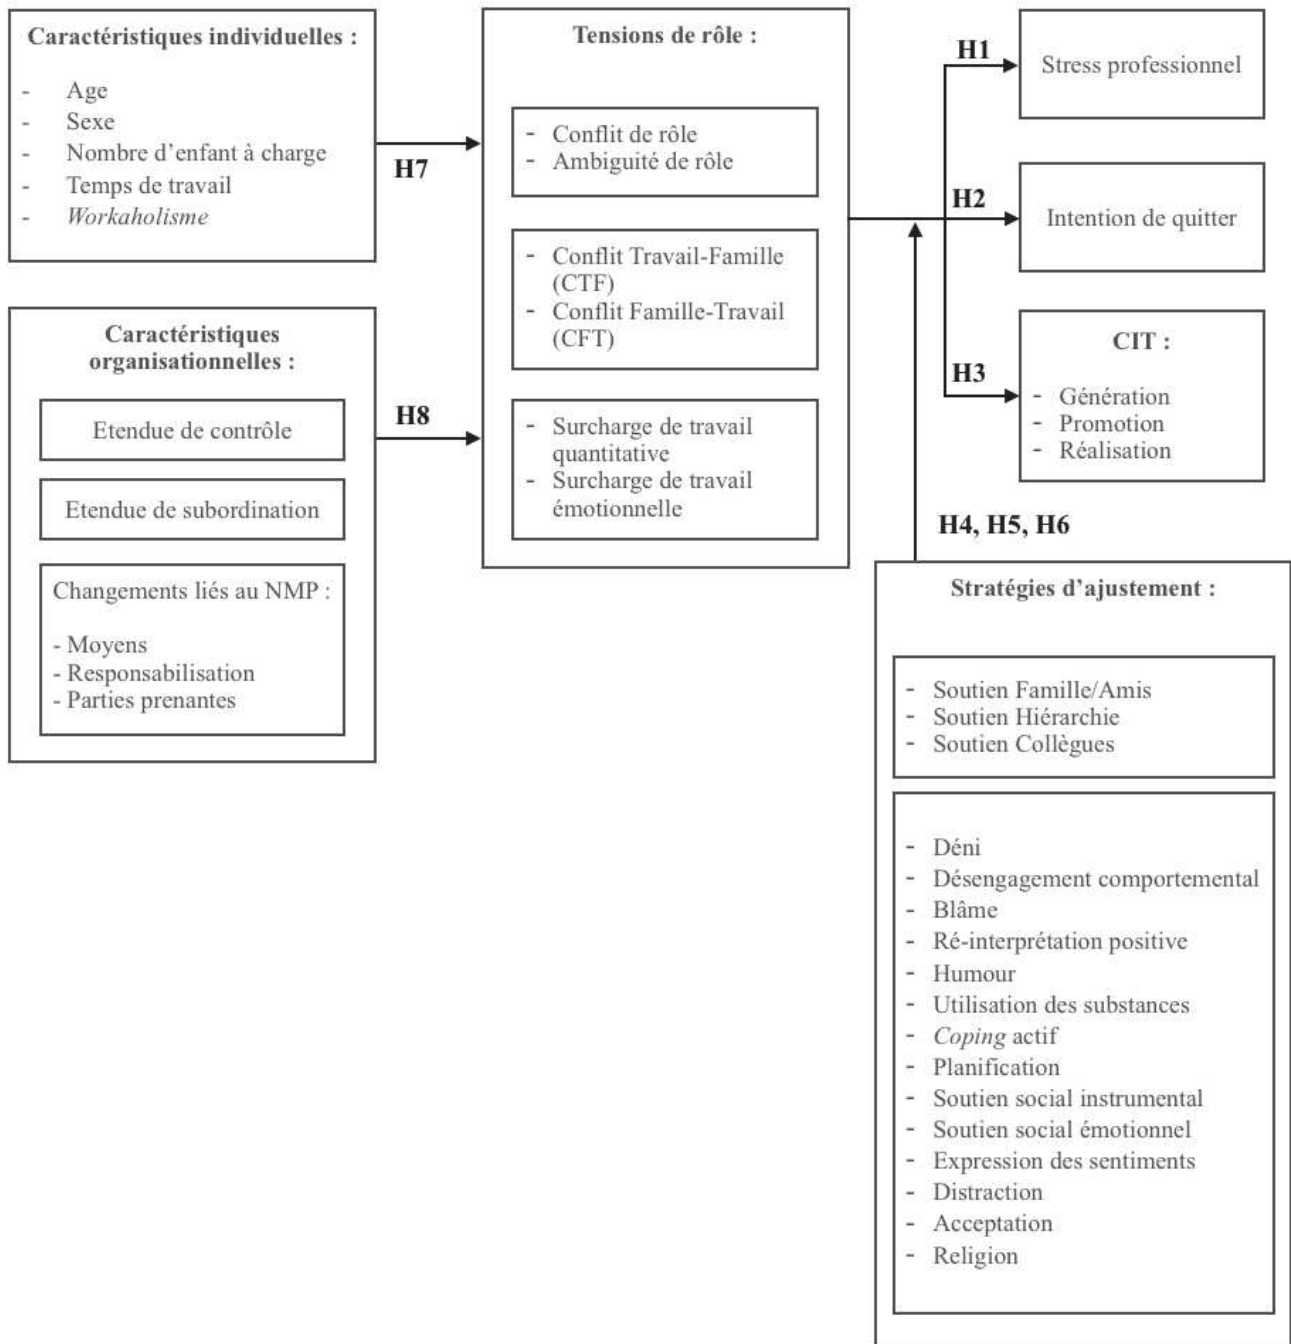 Caractéristiques individuelles :
- Age
- Sexe
- Nombre d'enfant à charge
- Temps de travail
- Workaholisme
H7
Caractéristiques
organisationnelles :
Etendue de contrôle
Etendue de subordination
Changements liés au NMP :
- Moyens
- Responsabilisation
- Parties prenantes
H8
Tensions de rôle :
- Conflit de rôle
- Ambiguité de rôle
- Conflit Travail-Famille
(CTF)
- Conflit Famille-Travail
(CFT)
- Surcharge de travail
quantitative
- Surcharge de travail
émotionnelle
H1
Stress professionnel
H2
Intention de quitter
H3
CIT :
- Génération
- Promotion
- Réalisation
H4, H5, H6
Stratégies d'ajustement :
- Soutien Famille/Amis
- Soutien Hiérarchie
- Soutien Collègues
- Déni
- Désengagement comportemental
- Blâme
- Ré-interprétation positive
- Humour
- Utilisation des substances
- Coping actif
- Planification
- Soutien social instrumental
- Soutien social émotionnel
- Expression des sentiments
- Distraction
- Acceptation
- Religion